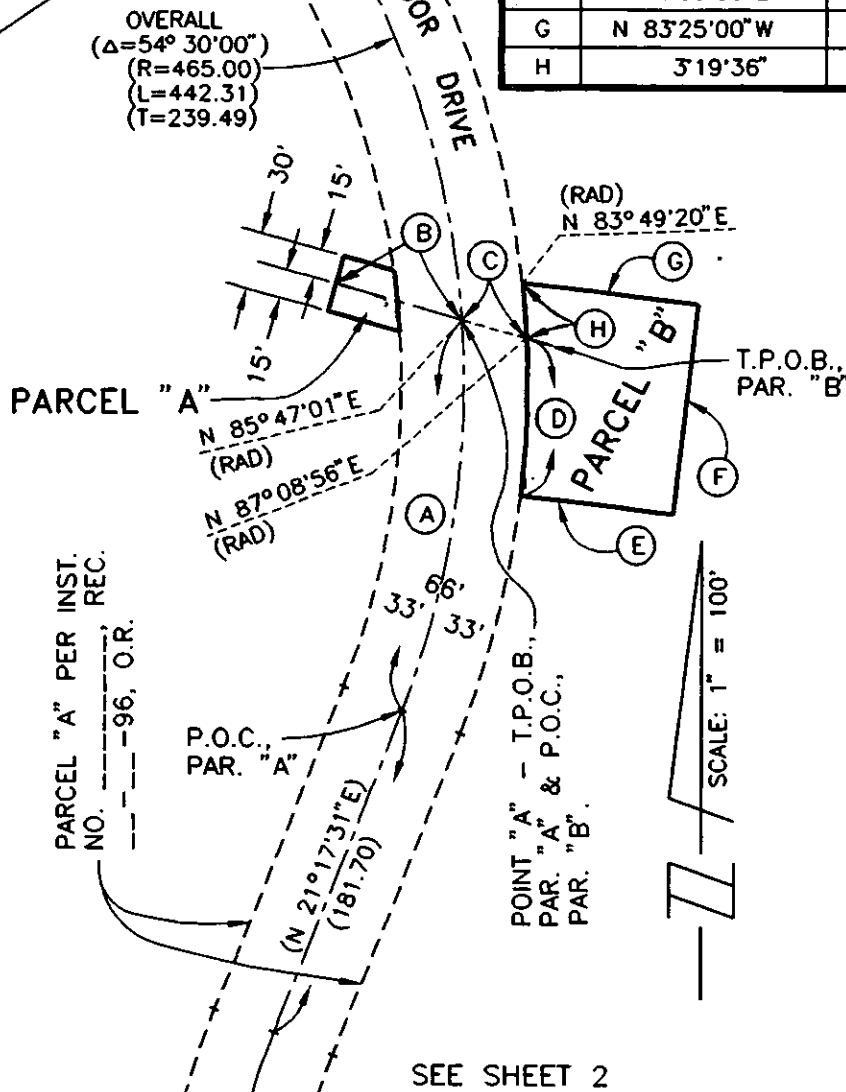 OVERALL
(Δ=54° 30'00")
(R=465.00)
(L=442.31)
(T=239.49)
DRIVE
G N 83°25'00" W
H 3°19'36"
30'
15'
15'
(RAD)
N 83° 49'20" E
B
C
G
H
D
F
E
A
PARCEL "B"
T.P.O.B.,
PAR. "B"
PARCEL "A"
N 85° 47'01" E
(RAD)
N 87° 08'56" E
(RAD)
66'
33' 33'
PARCEL "A" PER INST.
NO. ________, REC.
__-__-96, O.R.
P.O.C.,
PAR. "A"
(N 21°17'31" E)
(181.70)
POINT "A" - T.P.O.B.,
PAR. "A" & P.O.C.,
PAR. "B".
SCALE: 1" = 100'
SEE SHEET 2